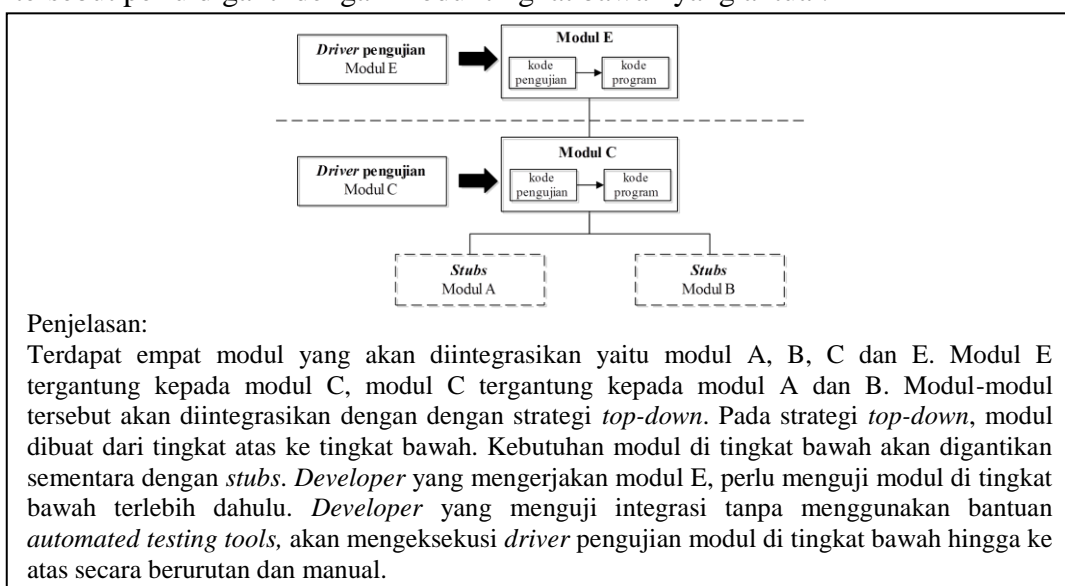 Driver pengujian
Modul E
Modul E
kode
pengujian
kode
program
Driver pengujian
Modul C
Modul C
kode
pengujian
kode
program
Stubs
Modul A
Stubs
Modul B
Penjelasan:
Terdapat empat modul yang akan diintegrasikan yaitu modul A, B, C dan E. Modul E
tergantung kepada modul C, modul C tergantung kepada modul A dan B. Modul-modul
tersebut akan diintegrasikan dengan dengan strategi top-down. Pada strategi top-down, modul
dibuat dari tingkat atas ke tingkat bawah. Kebutuhan modul di tingkat bawah akan digantikan
sementara dengan stubs. Developer yang mengerjakan modul E, perlu menguji modul di tingkat
bawah terlebih dahulu. Developer yang menguji integrasi tanpa menggunakan bantuan
automated testing tools, akan mengeksekusi driver pengujian modul di tingkat bawah hingga ke
atas secara berurutan dan manual.